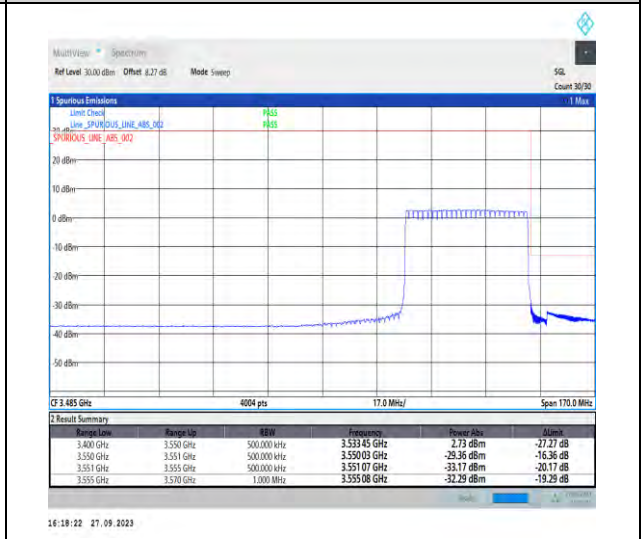 MultiView Spectrum
Ref Level 30.00 dBm Offset 8.27 dB Mode Sweep SGL
Count 30/30
1 Spurious Emissions 1 Max
Limit Check PASS
Line _SPURIOUS_LINE_ABS_002 PASS
_SPURIOUS_LINE_ABS_002
20 dBm
10 dBm
0 dBm
-10 dBm
-20 dBm
-30 dBm
-40 dBm
-50 dBm
CF 3.485 GHz 4004 pts 17.0 MHz/ Span 170.0 MHz
2 Result Summary
Range Low Range Up RBW Frequency Power Abs ΔLimit
3.400 GHz 3.550 GHz 500.000 kHz 3.533 45 GHz 2.73 dBm -27.27 dB
3.550 GHz 3.551 GHz 500.000 kHz 3.550 03 GHz -29.36 dBm -16.36 dB
3.551 GHz 3.555 GHz 500.000 kHz 3.551 07 GHz -33.17 dBm -20.17 dB
3.555 GHz 3.570 GHz 1.000 MHz 3.555 08 GHz -32.29 dBm -19.29 dB
16:18:22 27.09.2023